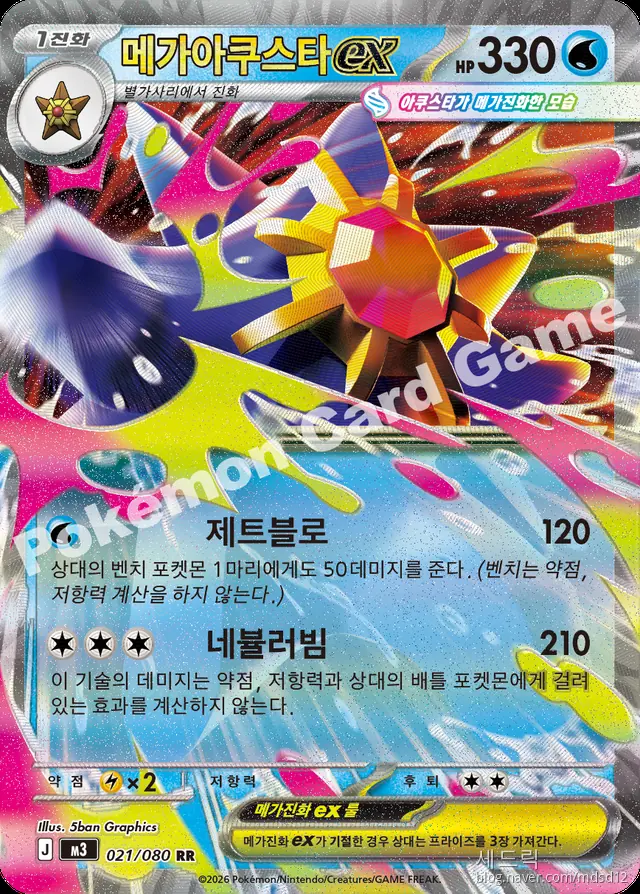 1진화
메가아쿠스타ex
HP 330
별가사리에서 진화
아쿠스타가 메가진화한 모습
Pokémon Card Game
제트블로 120
상대의 벤치 포켓몬 1마리에게도 50데미지를 준다. (벤치는 약점,
저항력 계산을 하지 않는다.)
네뷸러빔 210
이 기술의 데미지는 약점, 저항력과 상대의 배틀 포켓몬에게 걸려
있는 효과를 계산하지 않는다.
약점 ×2 저항력 후퇴
메가진화 ex 룰
메가진화 ex가 기절한 경우 상대는 프라이즈를 3장 가져간다.
Illus. 5ban Graphics
J M3 021/080 RR
©2026 Pokémon/Nintendo/Creatures/GAME FREAK.
세드릭
blog.naver.com/mdsd12